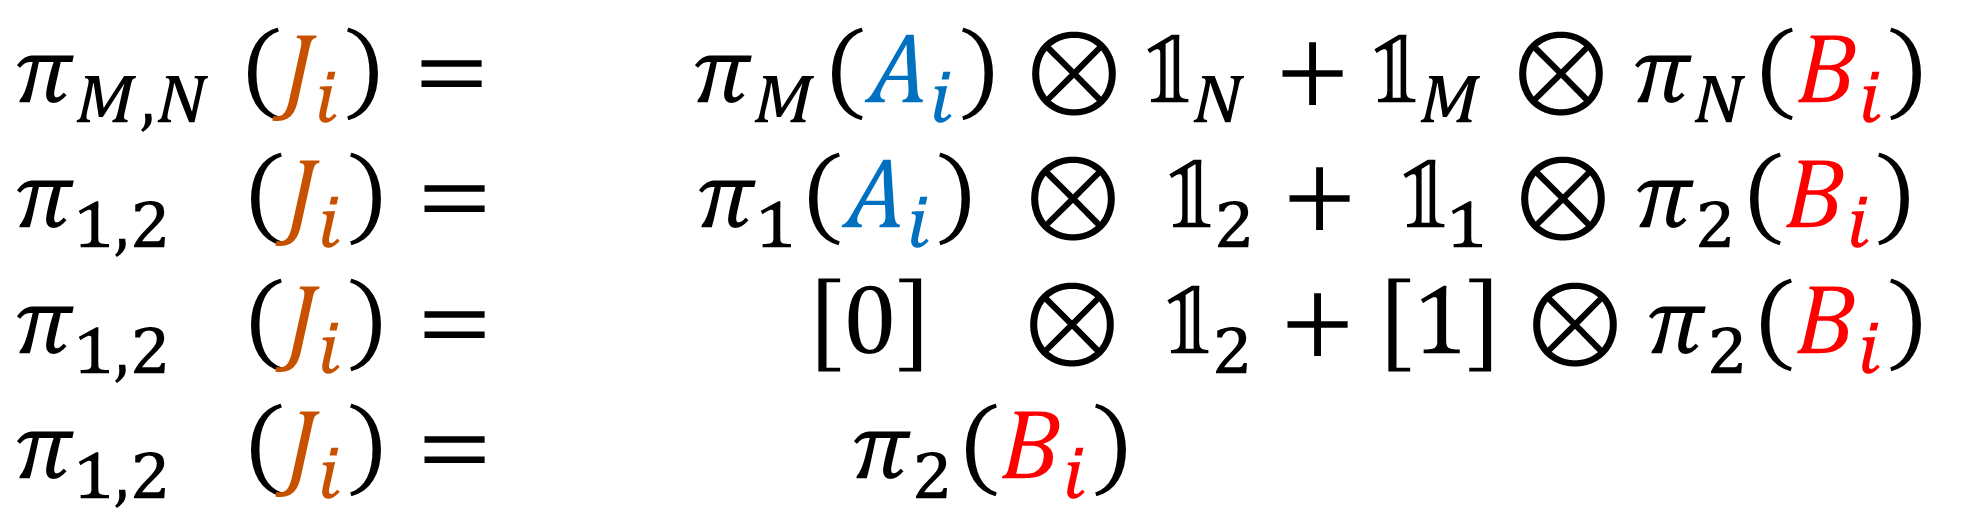 π_{M,N} (J_i) = π_M(A_i) ⊗ 𝟙_N + 𝟙_M ⊗ π_N(B_i)
π_{1,2} (J_i) = π_1(A_i) ⊗ 𝟙_2 + 𝟙_1 ⊗ π_2(B_i)
π_{1,2} (J_i) = [0] ⊗ 𝟙_2 + [1] ⊗ π_2(B_i)
π_{1,2} (J_i) = π_2(B_i)